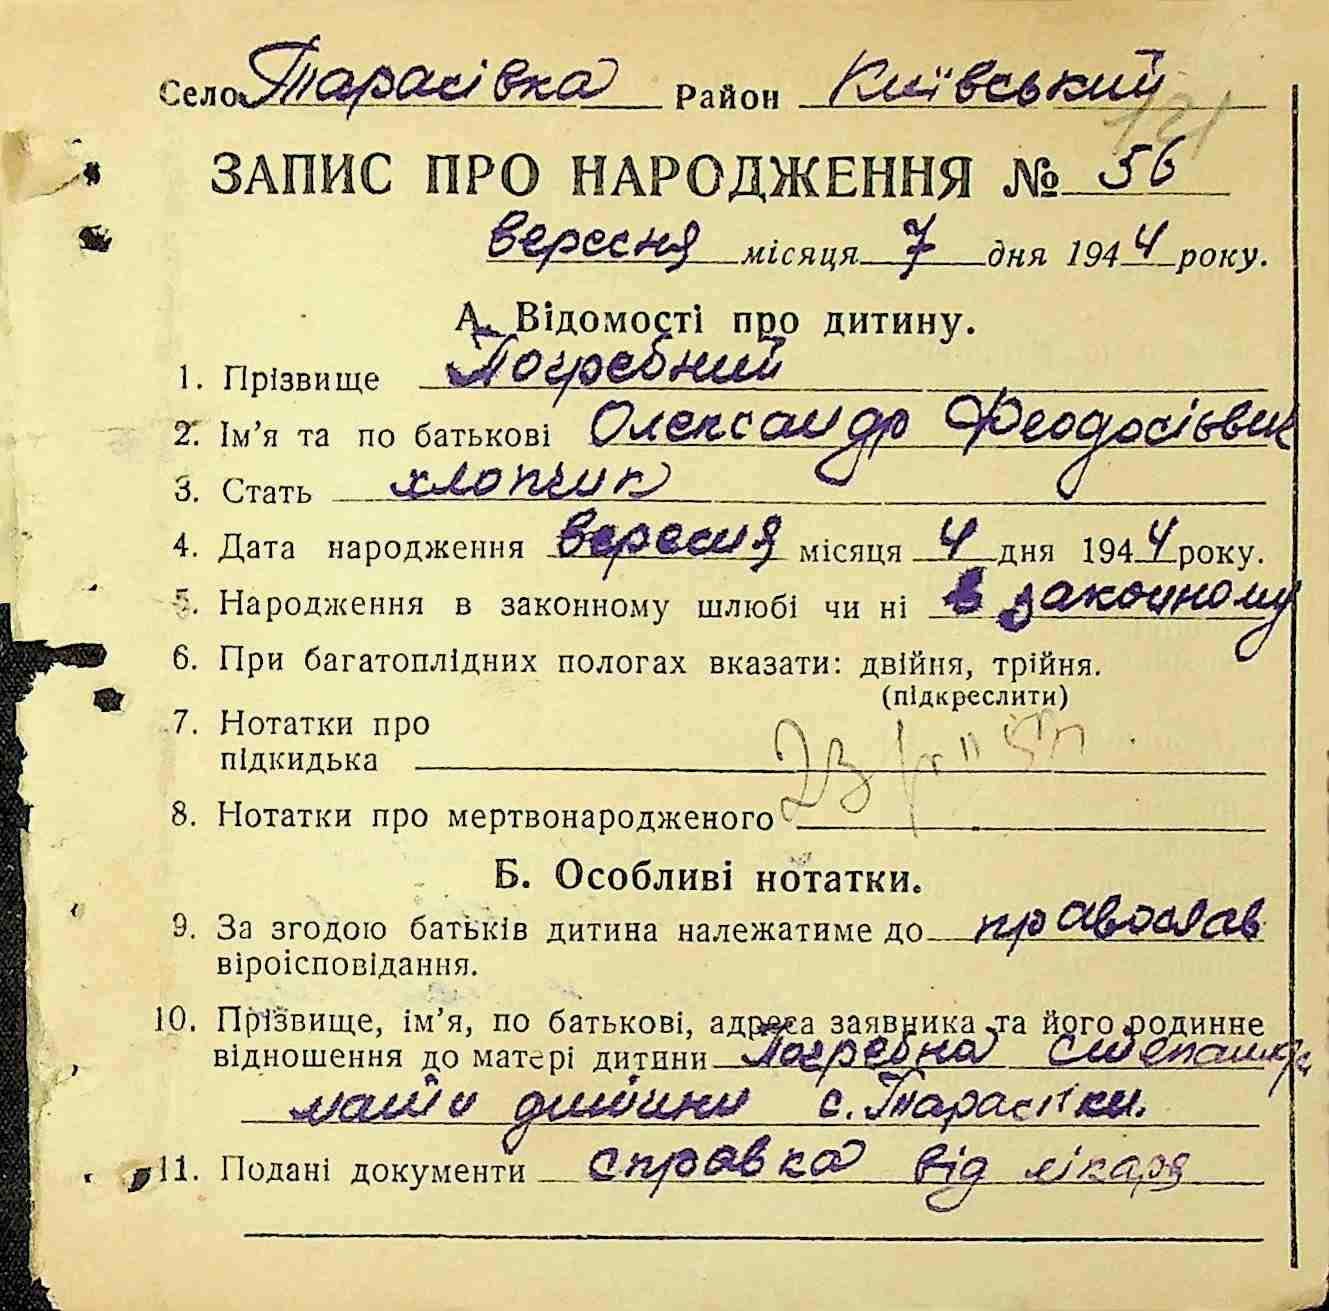 Село Тарасівка Район Київський
121
ЗАПИС ПРО НАРОДЖЕННЯ № 56
вересня місяця 7 дня 1944 року.
А. Відомості про дитину.
1. Прізвище Погребний
2. Ім'я та по батькові Олександр Феодосієвич
3. Стать хлопчик
4. Дата народження вересня місяця 4 дня 1944 року.
5. Народження в законному шлюбі чи ні в законному
6. При багатоплідних пологах вказати: двійня, трійня.
(підкреслити)
7. Нотатки про
підкидька
8. Нотатки про мертвонародженого
Б. Особливі нотатки.
9. За згодою батьків дитина належатиме до православ
віроісповідання.
10. Прізвище, ім'я, по батькові, адреса заявника та його родинне
відношення до матері дитини Погребна
мати дитини с. Тарасівки.
11. Подані документи справка від лікаря